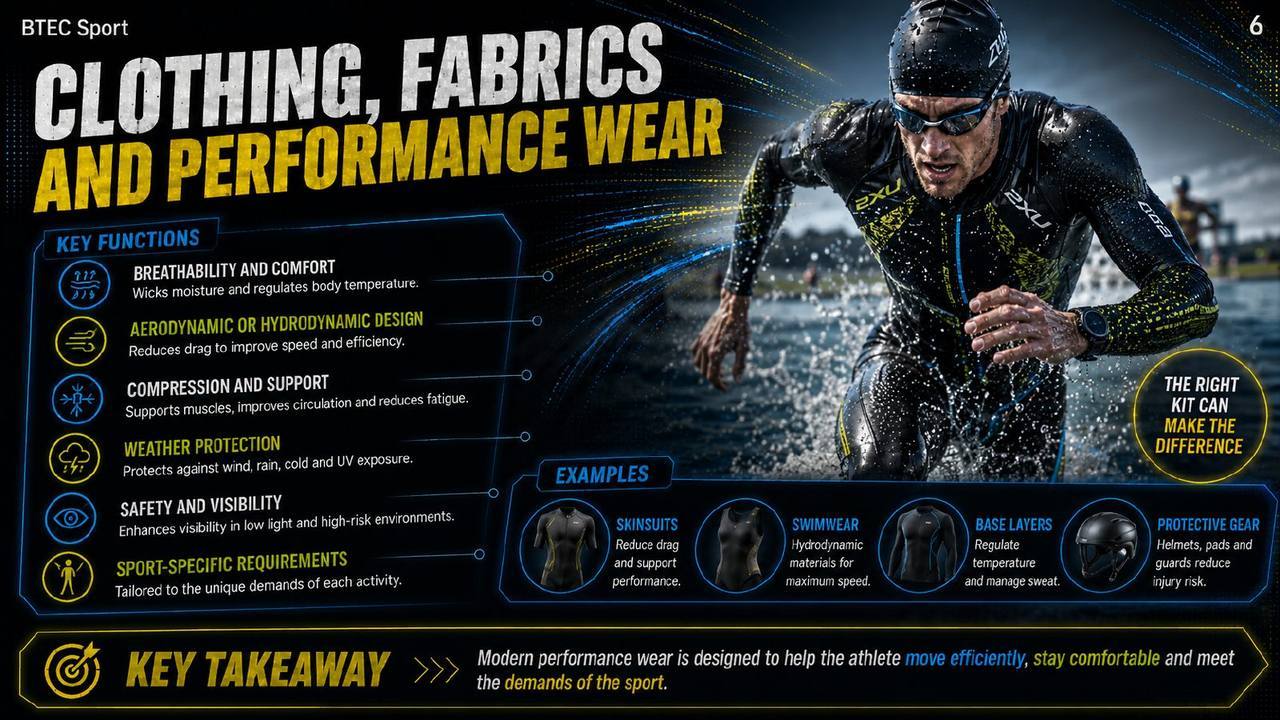 BTEC Sport
6
CLOTHING, FABRICS
AND PERFORMANCE WEAR
KEY FUNCTIONS
BREATHABILITY AND COMFORT
Wicks moisture and regulates body temperature.
AERODYNAMIC OR HYDRODYNAMIC DESIGN
Reduces drag to improve speed and efficiency.
COMPRESSION AND SUPPORT
Supports muscles, improves circulation and reduces fatigue.
WEATHER PROTECTION
Protects against wind, rain, cold and UV exposure.
SAFETY AND VISIBILITY
Enhances visibility in low light and high-risk environments.
SPORT-SPECIFIC REQUIREMENTS
Tailored to the unique demands of each activity.
2XU
2XU
THE RIGHT
KIT CAN
MAKE THE
DIFFERENCE
EXAMPLES
SKINSUITS
Reduce drag
and support
performance.
SWIMWEAR
Hydrodynamic
materials for
maximum speed.
BASE LAYERS
Regulate
temperature
and manage sweat.
PROTECTIVE GEAR
Helmets, pads and
guards reduce
injury risk.
KEY TAKEAWAY
Modern performance wear is designed to help the athlete move efficiently, stay comfortable and meet
the demands of the sport.